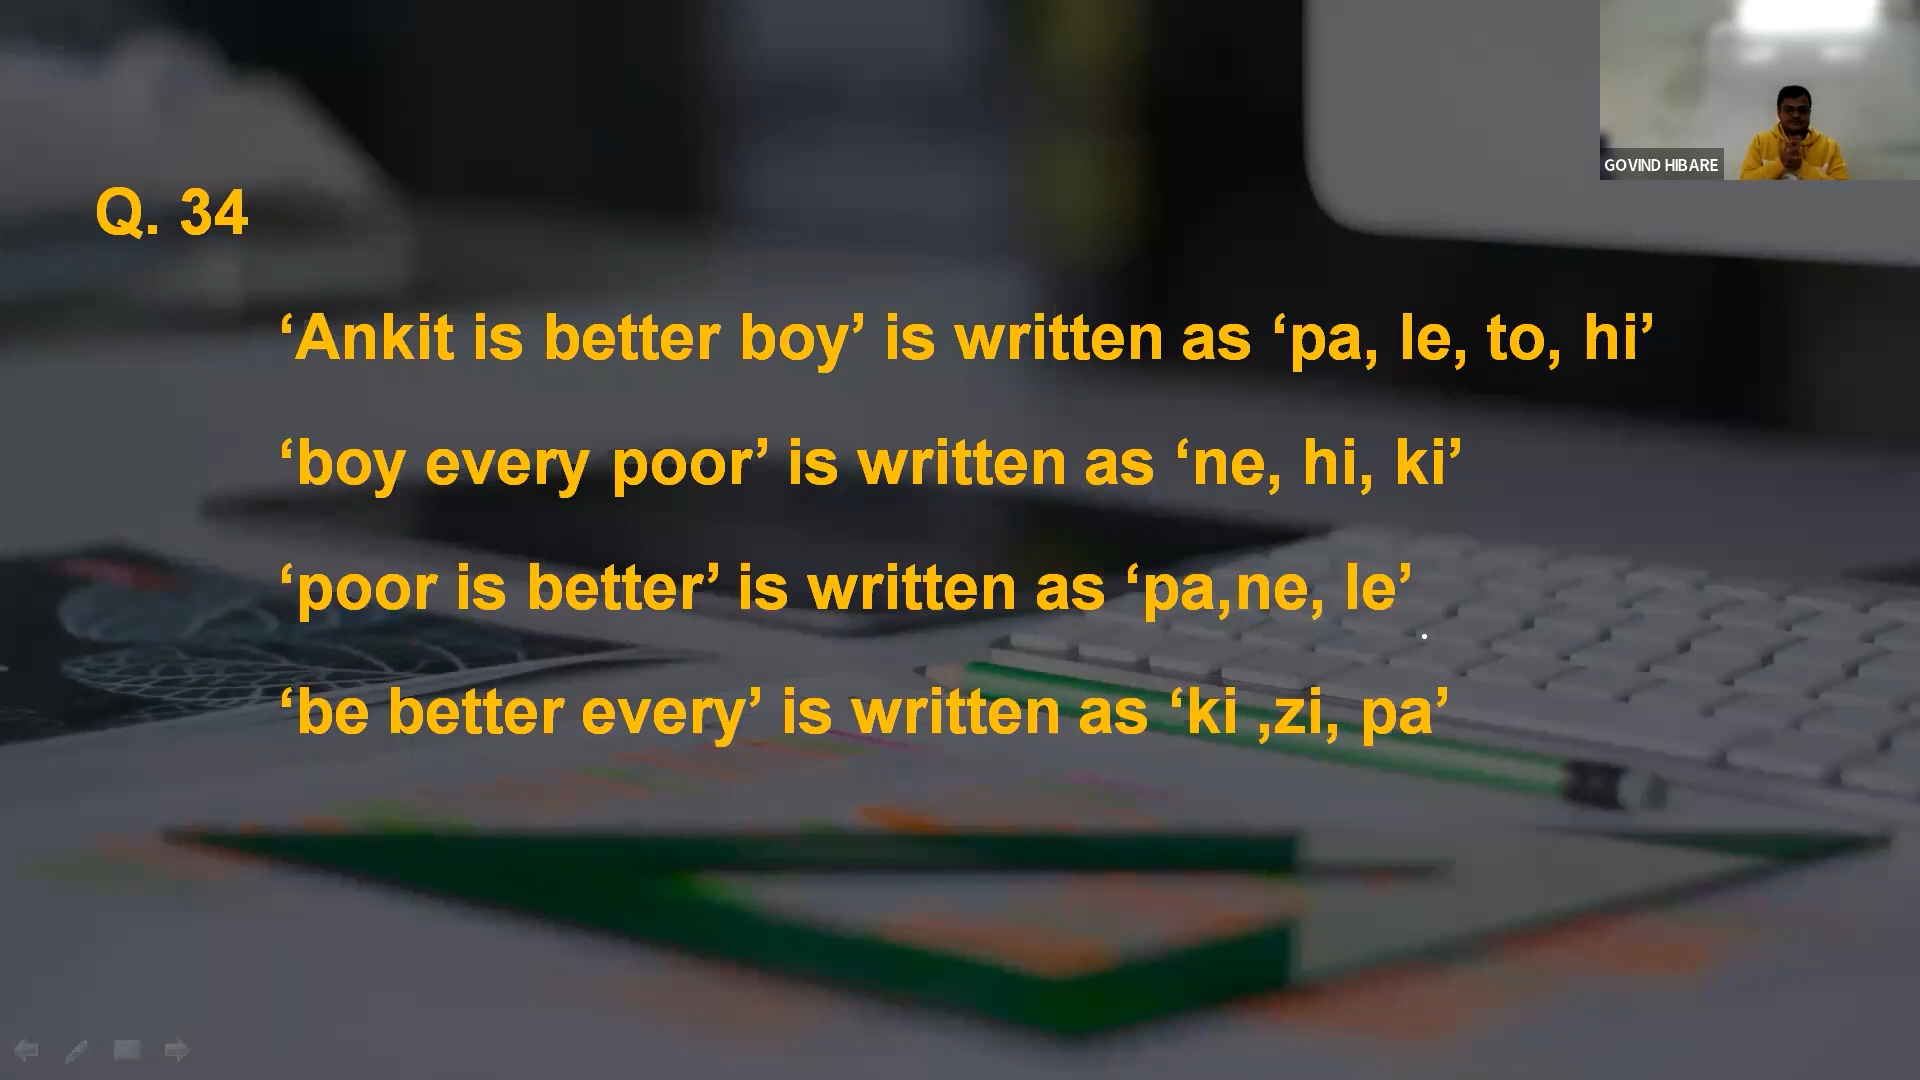 GOVIND HIBARE
Q. 34
‘Ankit is better boy’ is written as ‘pa, le, to, hi’
‘boy every poor’ is written as ‘ne, hi, ki’
‘poor is better’ is written as ‘pa,ne, le’
‘be better every’ is written as ‘ki ,zi, pa’